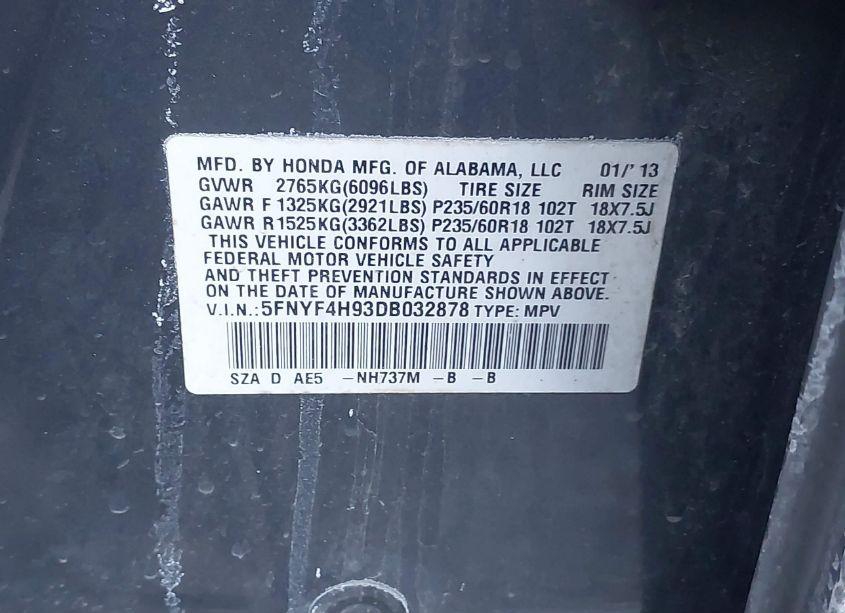 MFD. BY HONDA MFG. OF ALABAMA, LLC 01/' 13
GVWR 2765KG(6096LBS) TIRE SIZE RIM SIZE
GAWR F 1325KG(2921LBS) P235/60R18 102T 18X7.5J
GAWR R 1525KG(3362LBS) P235/60R18 102T 18X7.5J
THIS VEHICLE CONFORMS TO ALL APPLICABLE
FEDERAL MOTOR VEHICLE SAFETY
AND THEFT PREVENTION STANDARDS IN EFFECT
ON THE DATE OF MANUFACTURE SHOWN ABOVE.
V.I.N.:5FNYF4H93DB032878 TYPE: MPV
SZA D AE5 -NH737M -B -B